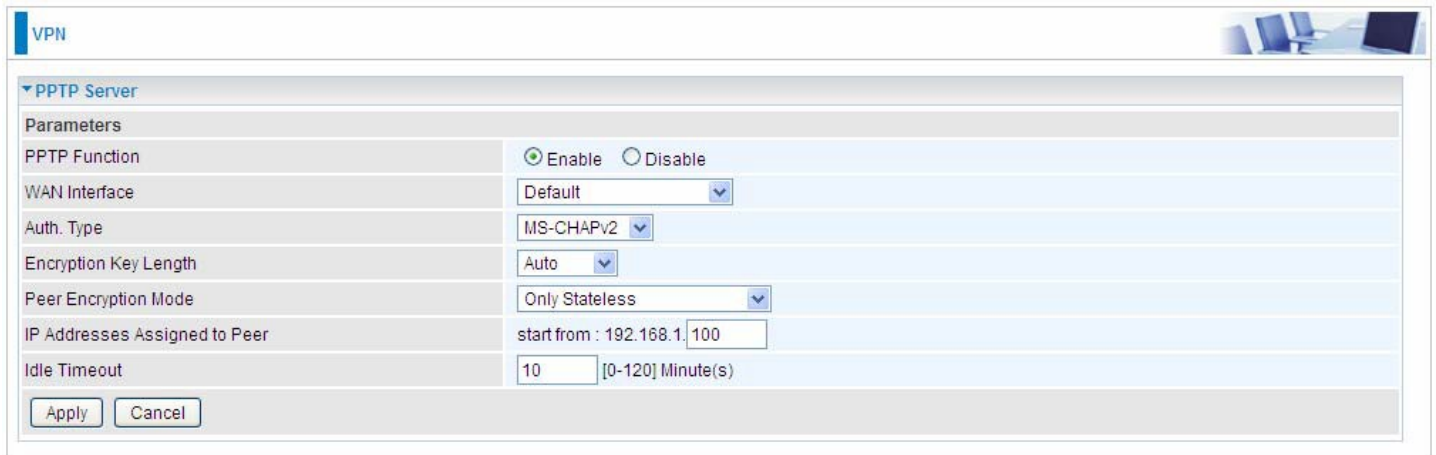 VPN
PPTP Server
Parameters
PPTP Function Enable Disable
WAN Interface Default
Auth. Type MS-CHAPv2
Encryption Key Length Auto
Peer Encryption Mode Only Stateless
IP Addresses Assigned to Peer start from : 192.168.1. 100
Idle Timeout 10 [0-120] Minute(s)
Apply Cancel